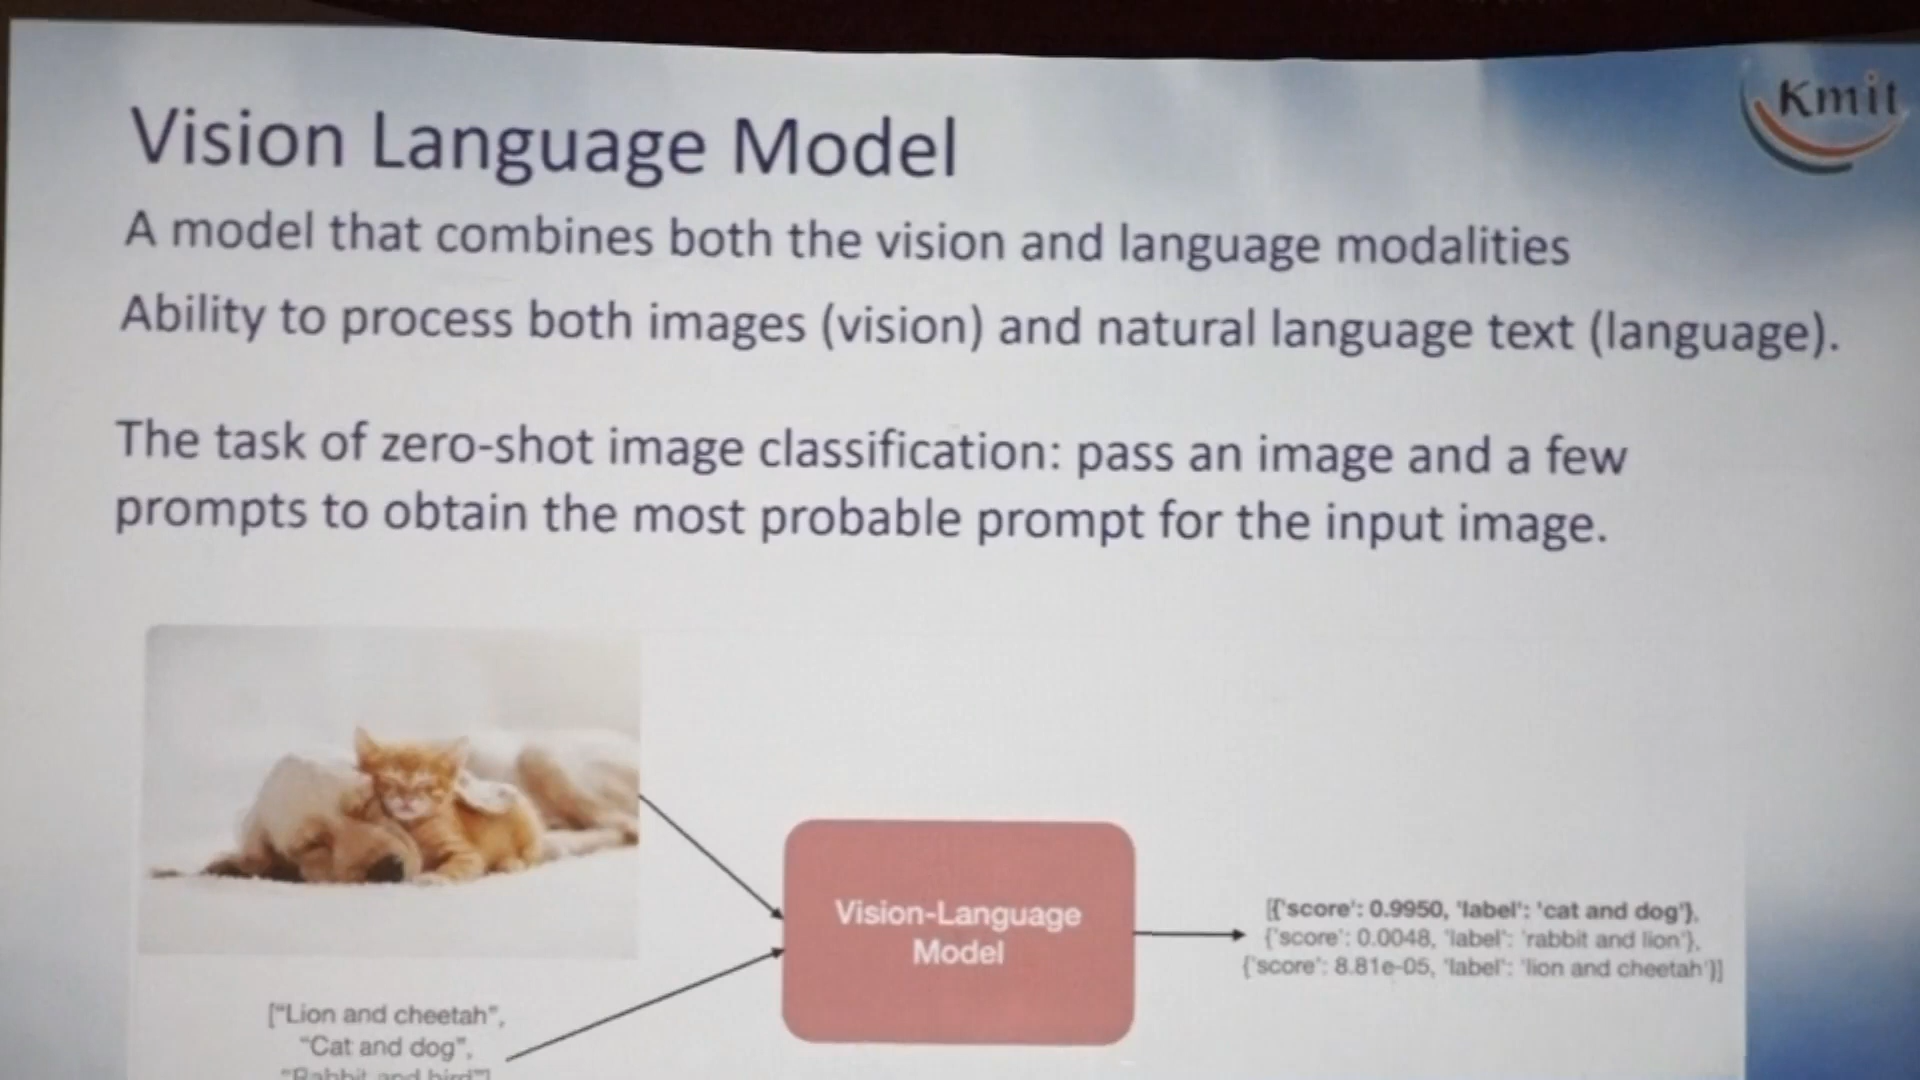 Kmit
Vision Language Model
A model that combines both the vision and language modalities
Ability to process both images (vision) and natural language text (language).
The task of zero-shot image classification: pass an image and a few
prompts to obtain the most probable prompt for the input image.
Vision-Language
Model
[{'score': 0.9950, 'label': 'cat and dog'},
{'score': 0.0048, 'label': 'rabbit and lion'},
{'score': 8.81e-05, 'label': 'lion and cheetah'}]
["Lion and cheetah",
"Cat and dog",
"Rabbit and bird"]